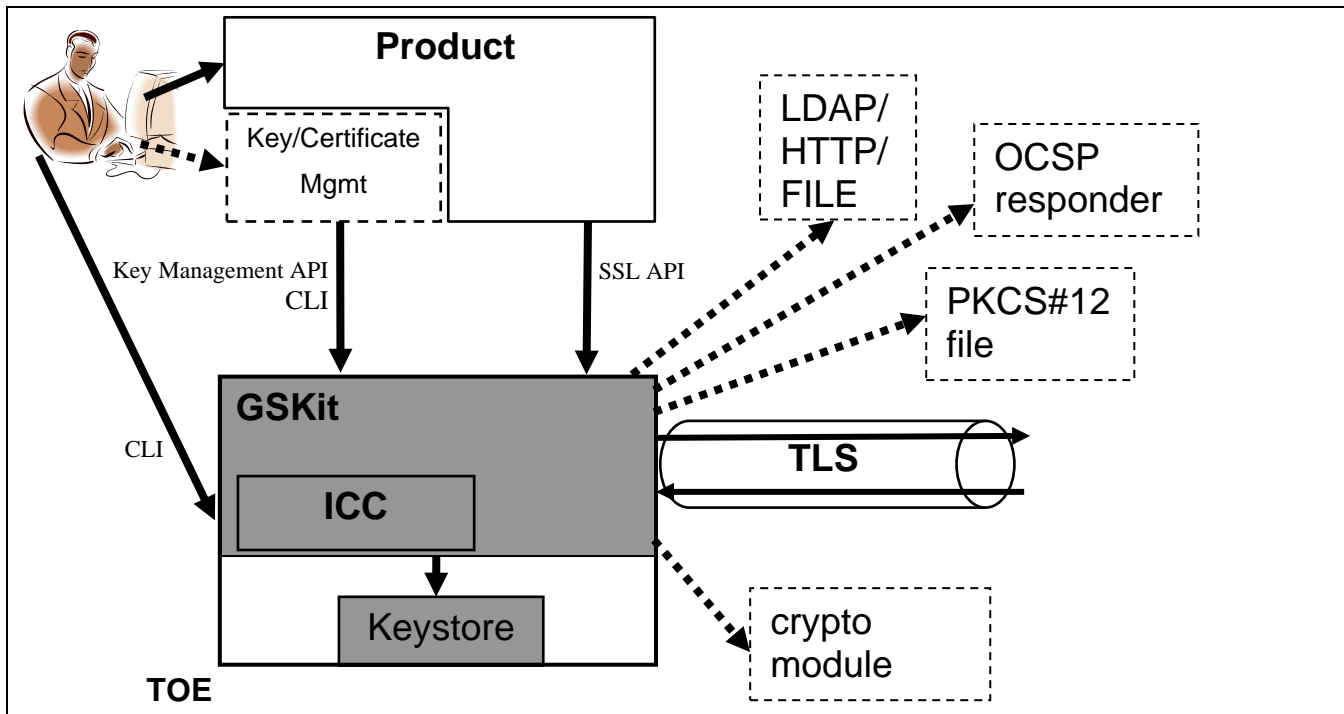 Product
Key/Certificate
Mgmt
LDAP/
HTTP/
FILE
OCSP
responder
Key Management API
CLI
SSL API
PKCS#12
file
GSKit
CLI
TLS
ICC
Keystore
crypto
module
TOE